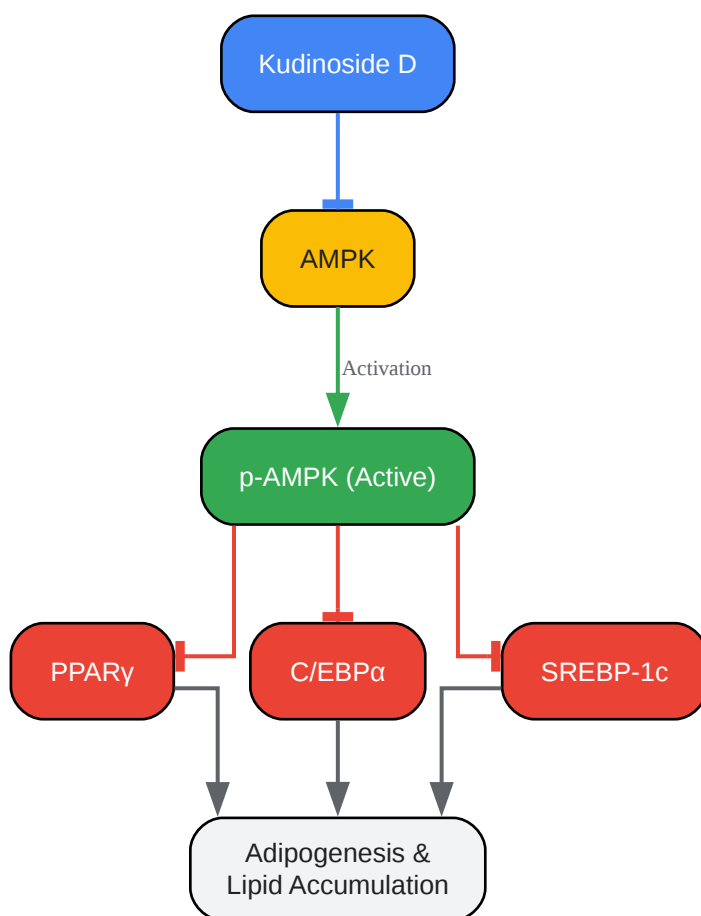 Kudinoside D
AMPK
Activation
p-AMPK (Active)
PPARγ
C/EBPα
SREBP-1c
Adipogenesis &
Lipid Accumulation